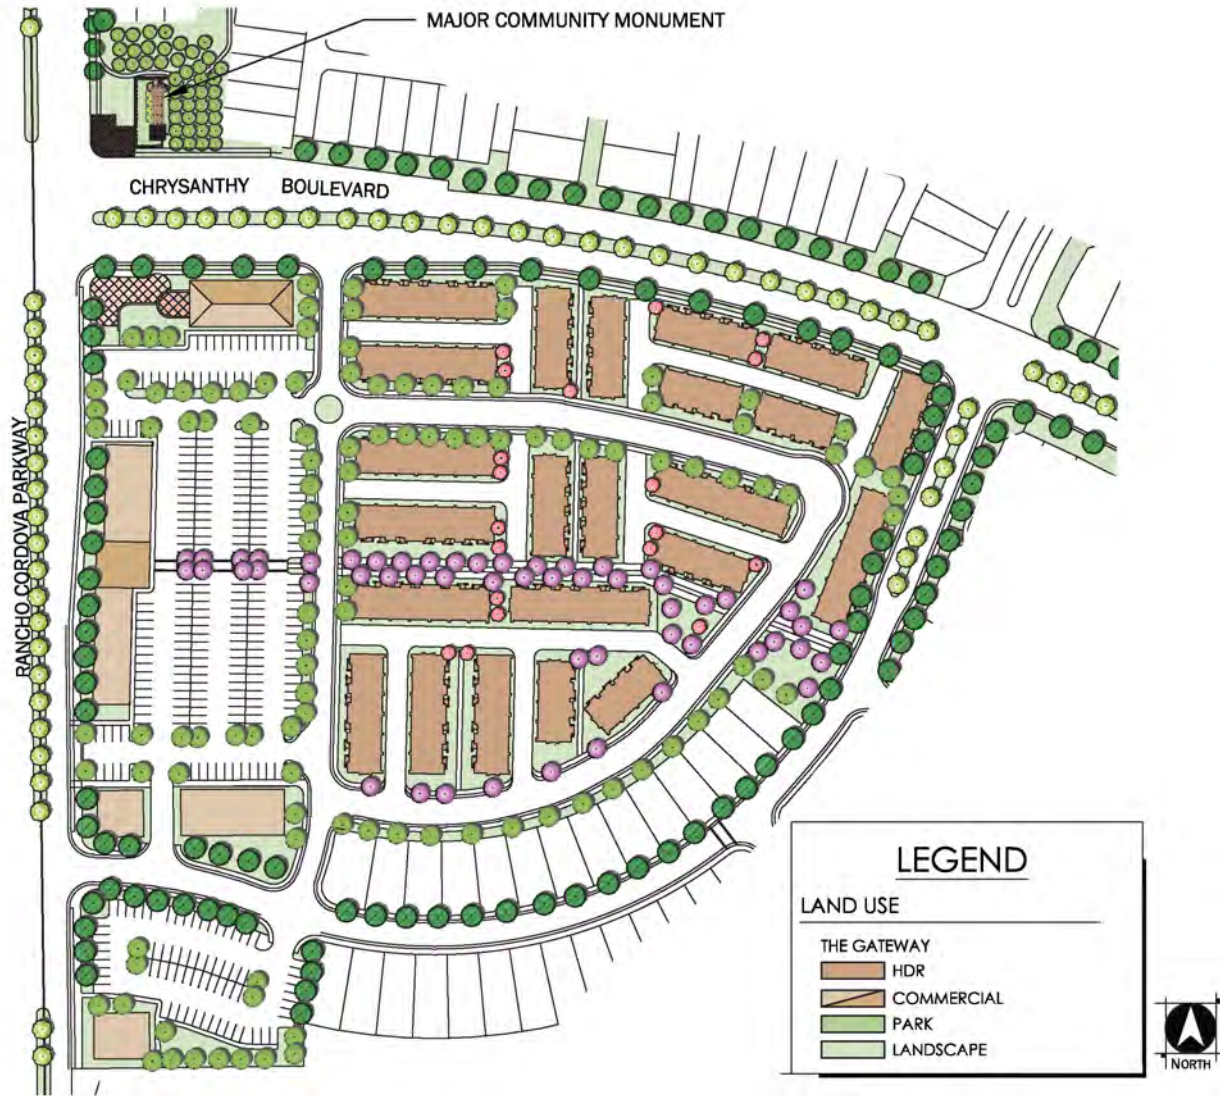 MAJOR COMMUNITY MONUMENT
CHRYSANTHY BOULEVARD
RANCHO CORDOVA PARKWAY
LEGEND
LAND USE
THE GATEWAY
HDR
COMMERCIAL
PARK
LANDSCAPE
NORTH